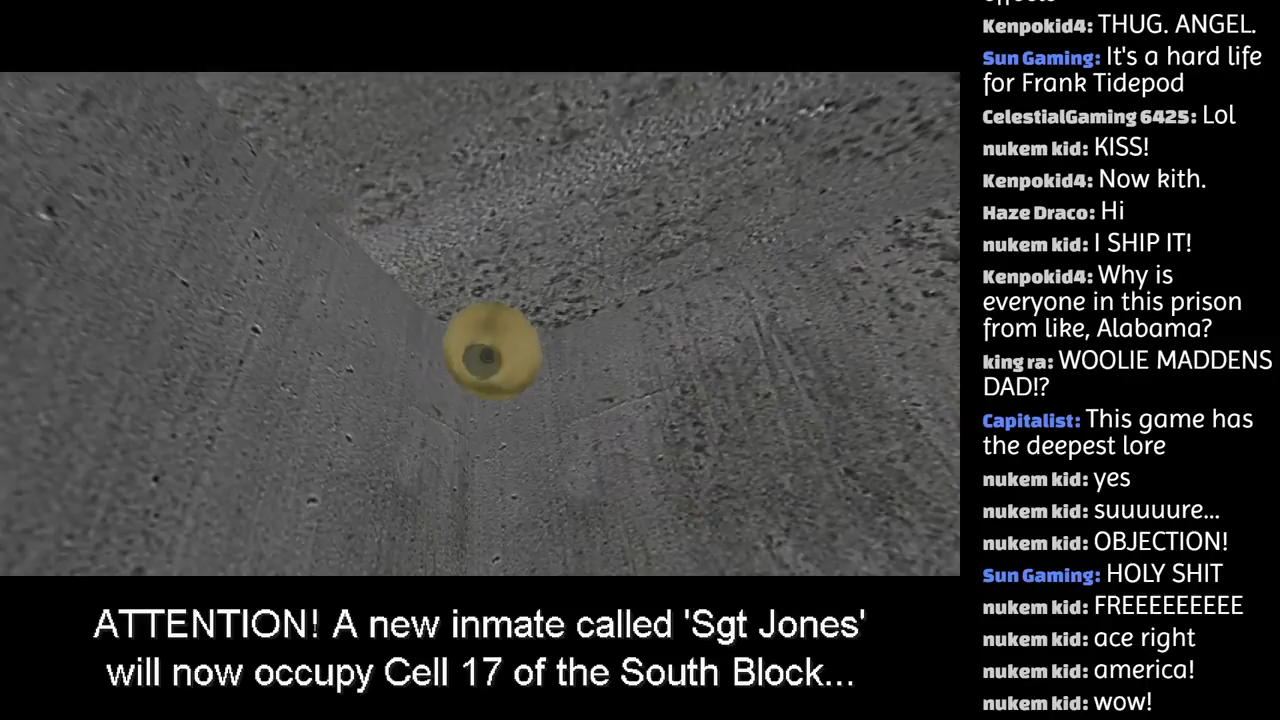 ATTENTION! A new inmate called 'Sgt Jones'
will now occupy Cell 17 of the South Block...
Kenpokid4: THUG. ANGEL.
Sun Gaming: It's a hard life
for Frank Tidepod
CelestialGaming 6425: Lol
nukem kid: KISS!
Kenpokid4: Now kith.
Haze Draco: Hi
nukem kid: I SHIP IT!
Kenpokid4: Why is
everyone in this prison
from like, Alabama?
king ra: WOOLIE MADDENS
DAD!?
Capitalist: This game has
the deepest lore
nukem kid: yes
nukem kid: suuuuure...
nukem kid: OBJECTION!
Sun Gaming: HOLY SHIT
nukem kid: FREEEEEEEEE
nukem kid: ace right
nukem kid: america!
nukem kid: wow!